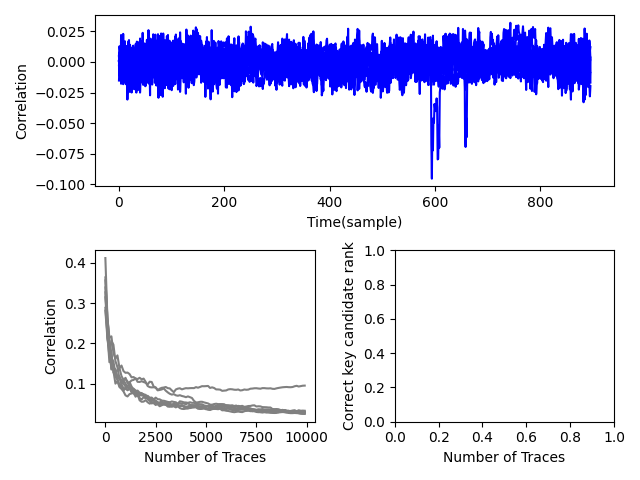 0.025
0.000
−0.025
−0.050
−0.075
−0.100
Correlation
0 200 400 600 800
Time(sample)
0.4
0.3
0.2
0.1
Correlation
0 2500 5000 7500 10000
Number of Traces
1.0
0.8
0.6
0.4
0.2
0.0
Correct key candidate rank
0.0 0.2 0.4 0.6 0.8 1.0
Number of Traces